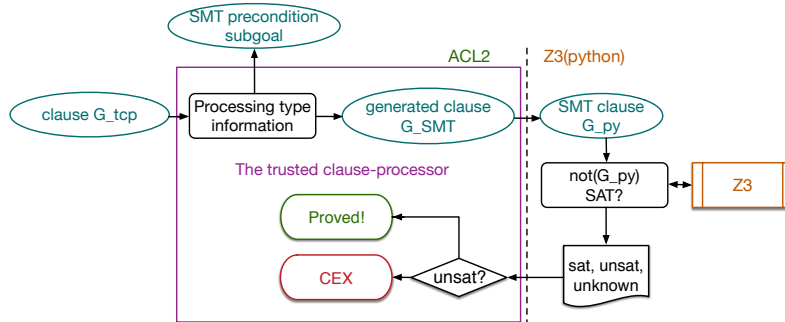 SMT precondition
subgoal
ACL2
Z3(python)
clause G_tcp
Processing type
information
generated clause
G_SMT
SMT clause
G_py
The trusted clause-processor
not(G_py)
SAT?
Z3
Proved!
CEX
unsat?
sat, unsat,
unknown